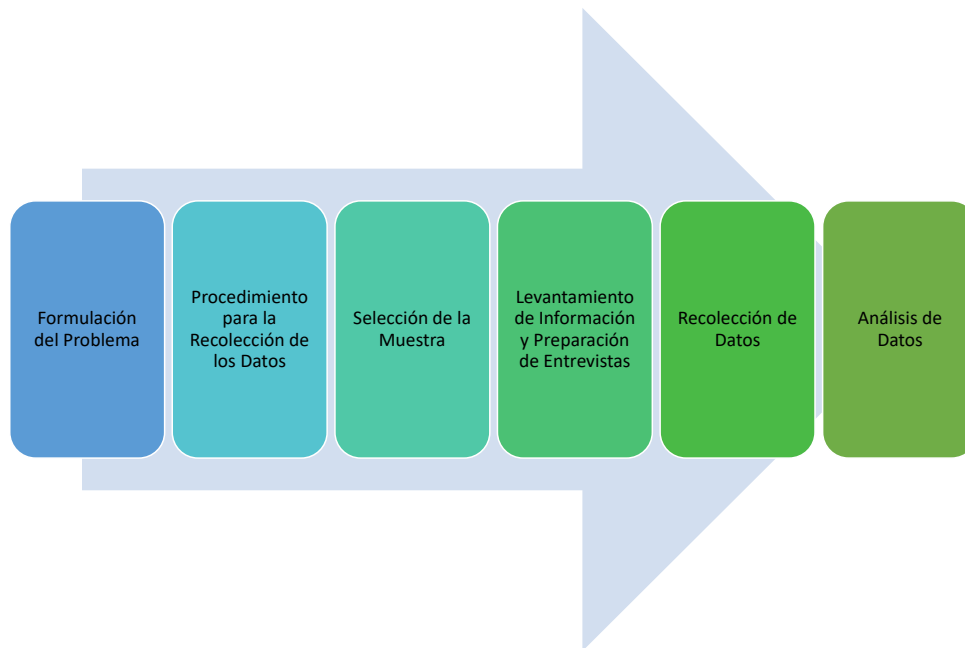 Formulación
del Problema
Procedimiento
para la
Recolección de
los Datos
Selección de la
Muestra
Levantamiento
de Información
y Preparación
de Entrevistas
Recolección de
Datos
Análisis de
Datos